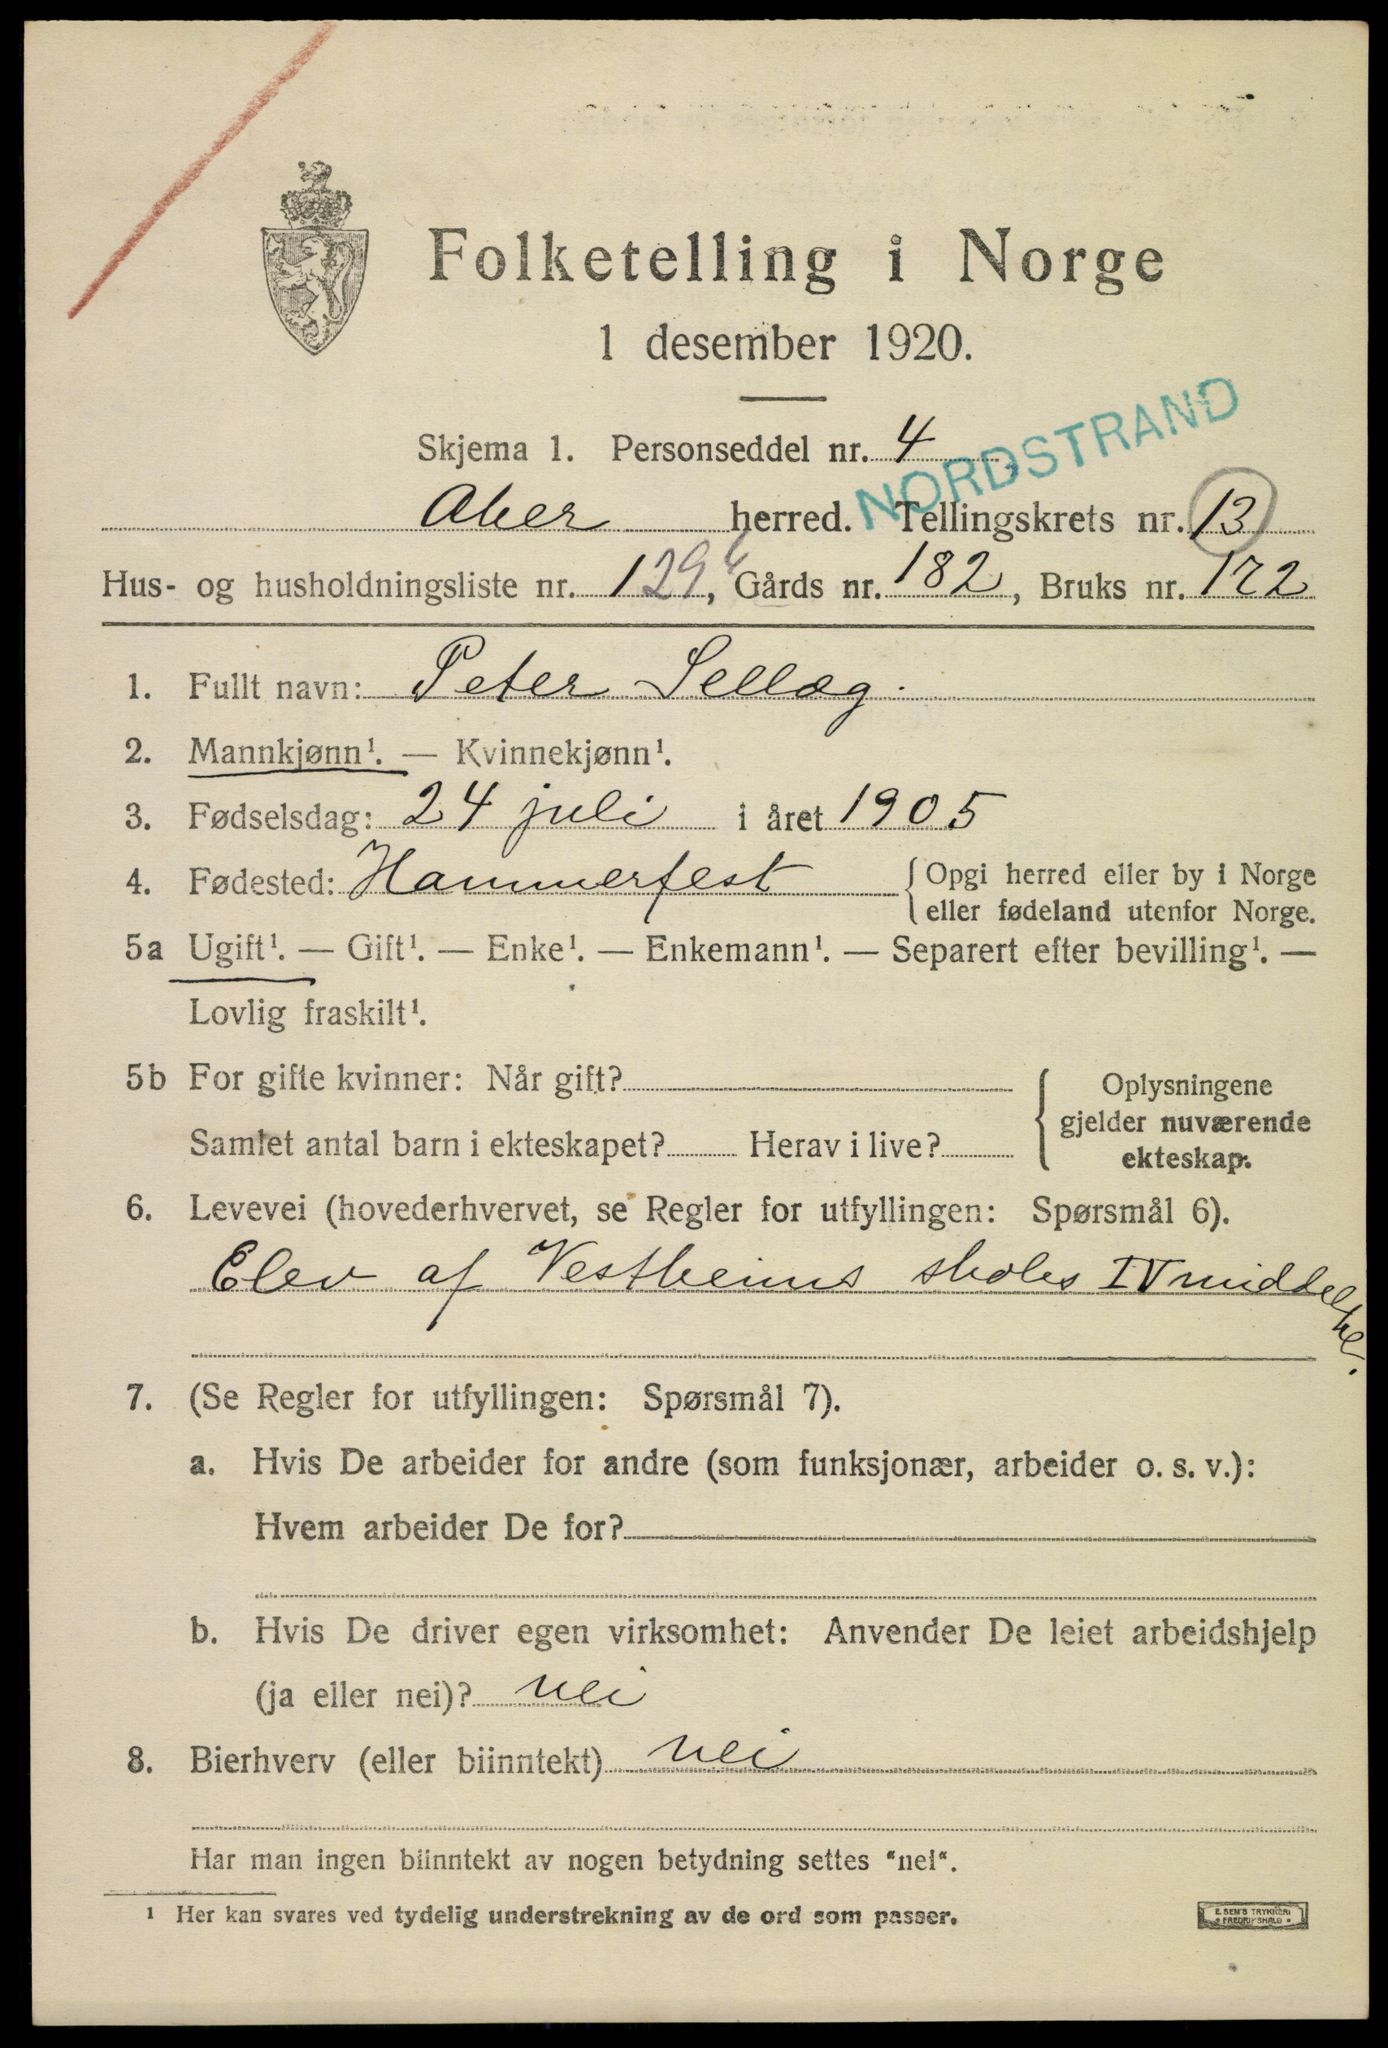 Folketelling i Norge
1 desember 1920.
NORDSTRAND
Skjema 1. Personseddel nr. 4
Aker herred. Tellingskrets nr. 13
Hus- og husholdningsliste nr. 129, Gårds nr. 182, Bruks nr. 172
1. Fullt navn: Peter Sellæg.
2. Mannkjønn¹. — Kvinnekjønn¹.
3. Fødselsdag: 24 juli i året 1905
4. Fødested: Hammerfest { Opgi herred eller by i Norge
eller fødeland utenfor Norge.
5a Ugift¹. — Gift¹. — Enke¹. — Enkemann¹. — Separert efter bevilling¹. —
Lovlig fraskilt¹.
5b For gifte kvinner: Når gift? { Oplysningene
gjelder nuværende
Samlet antal barn i ekteskapet? Herav i live?
ekteskap.
6. Levevei (hovederhvervet, se Regler for utfyllingen: Spørsmål 6).
Elev af Vestheims skoles IV middelkl.
7. (Se Regler for utfyllingen: Spørsmål 7).
a. Hvis De arbeider for andre (som funksjonær, arbeider o. s. v.):
Hvem arbeider De for?
b. Hvis De driver egen virksomhet: Anvender De leiet arbeidshjelp
(ja eller nei)? nei
8. Bierhverv (eller biinntekt) nei
Har man ingen biinntekt av nogen betydning settes "nei".
¹ Her kan svares ved tydelig understrekning av de ord som passer.
E. SEM'S TRYKKERI
FREDRIKSHALD